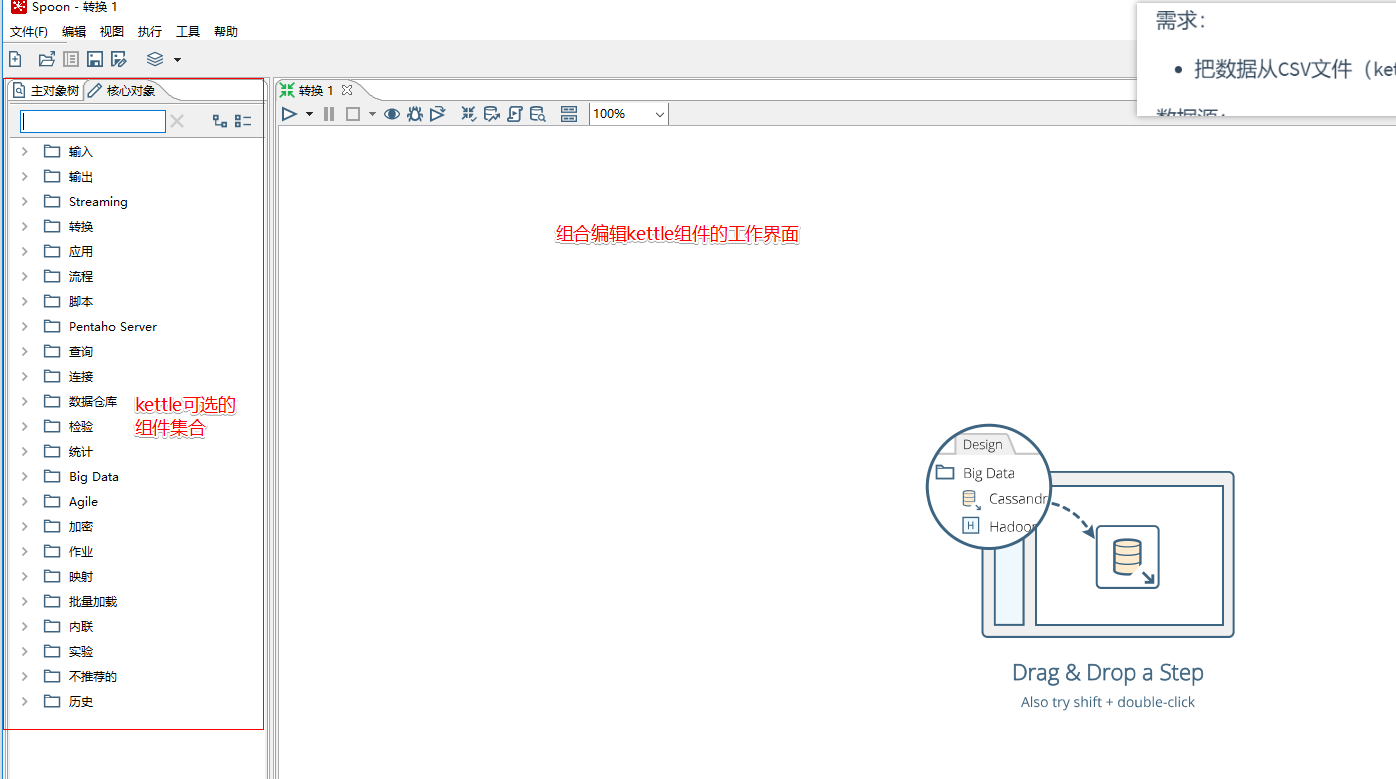 Spoon - 转换 1
文件(F) 编辑 视图 执行 工具 帮助
需求：
• 把数据从CSV文件（ket
数据源：
主对象树 核心对象
转换 1
100%
输入
输出
Streaming
转换
应用
流程
脚本
Pentaho Server
查询
连接
数据仓库
检验
统计
Big Data
Agile
加密
作业
映射
批量加载
内联
实验
不推荐的
历史
kettle可选的
组件集合
组合编辑kettle组件的工作界面
Design
Big Data
Cassandr
H Hadoop
Drag & Drop a Step
Also try shift + double-click